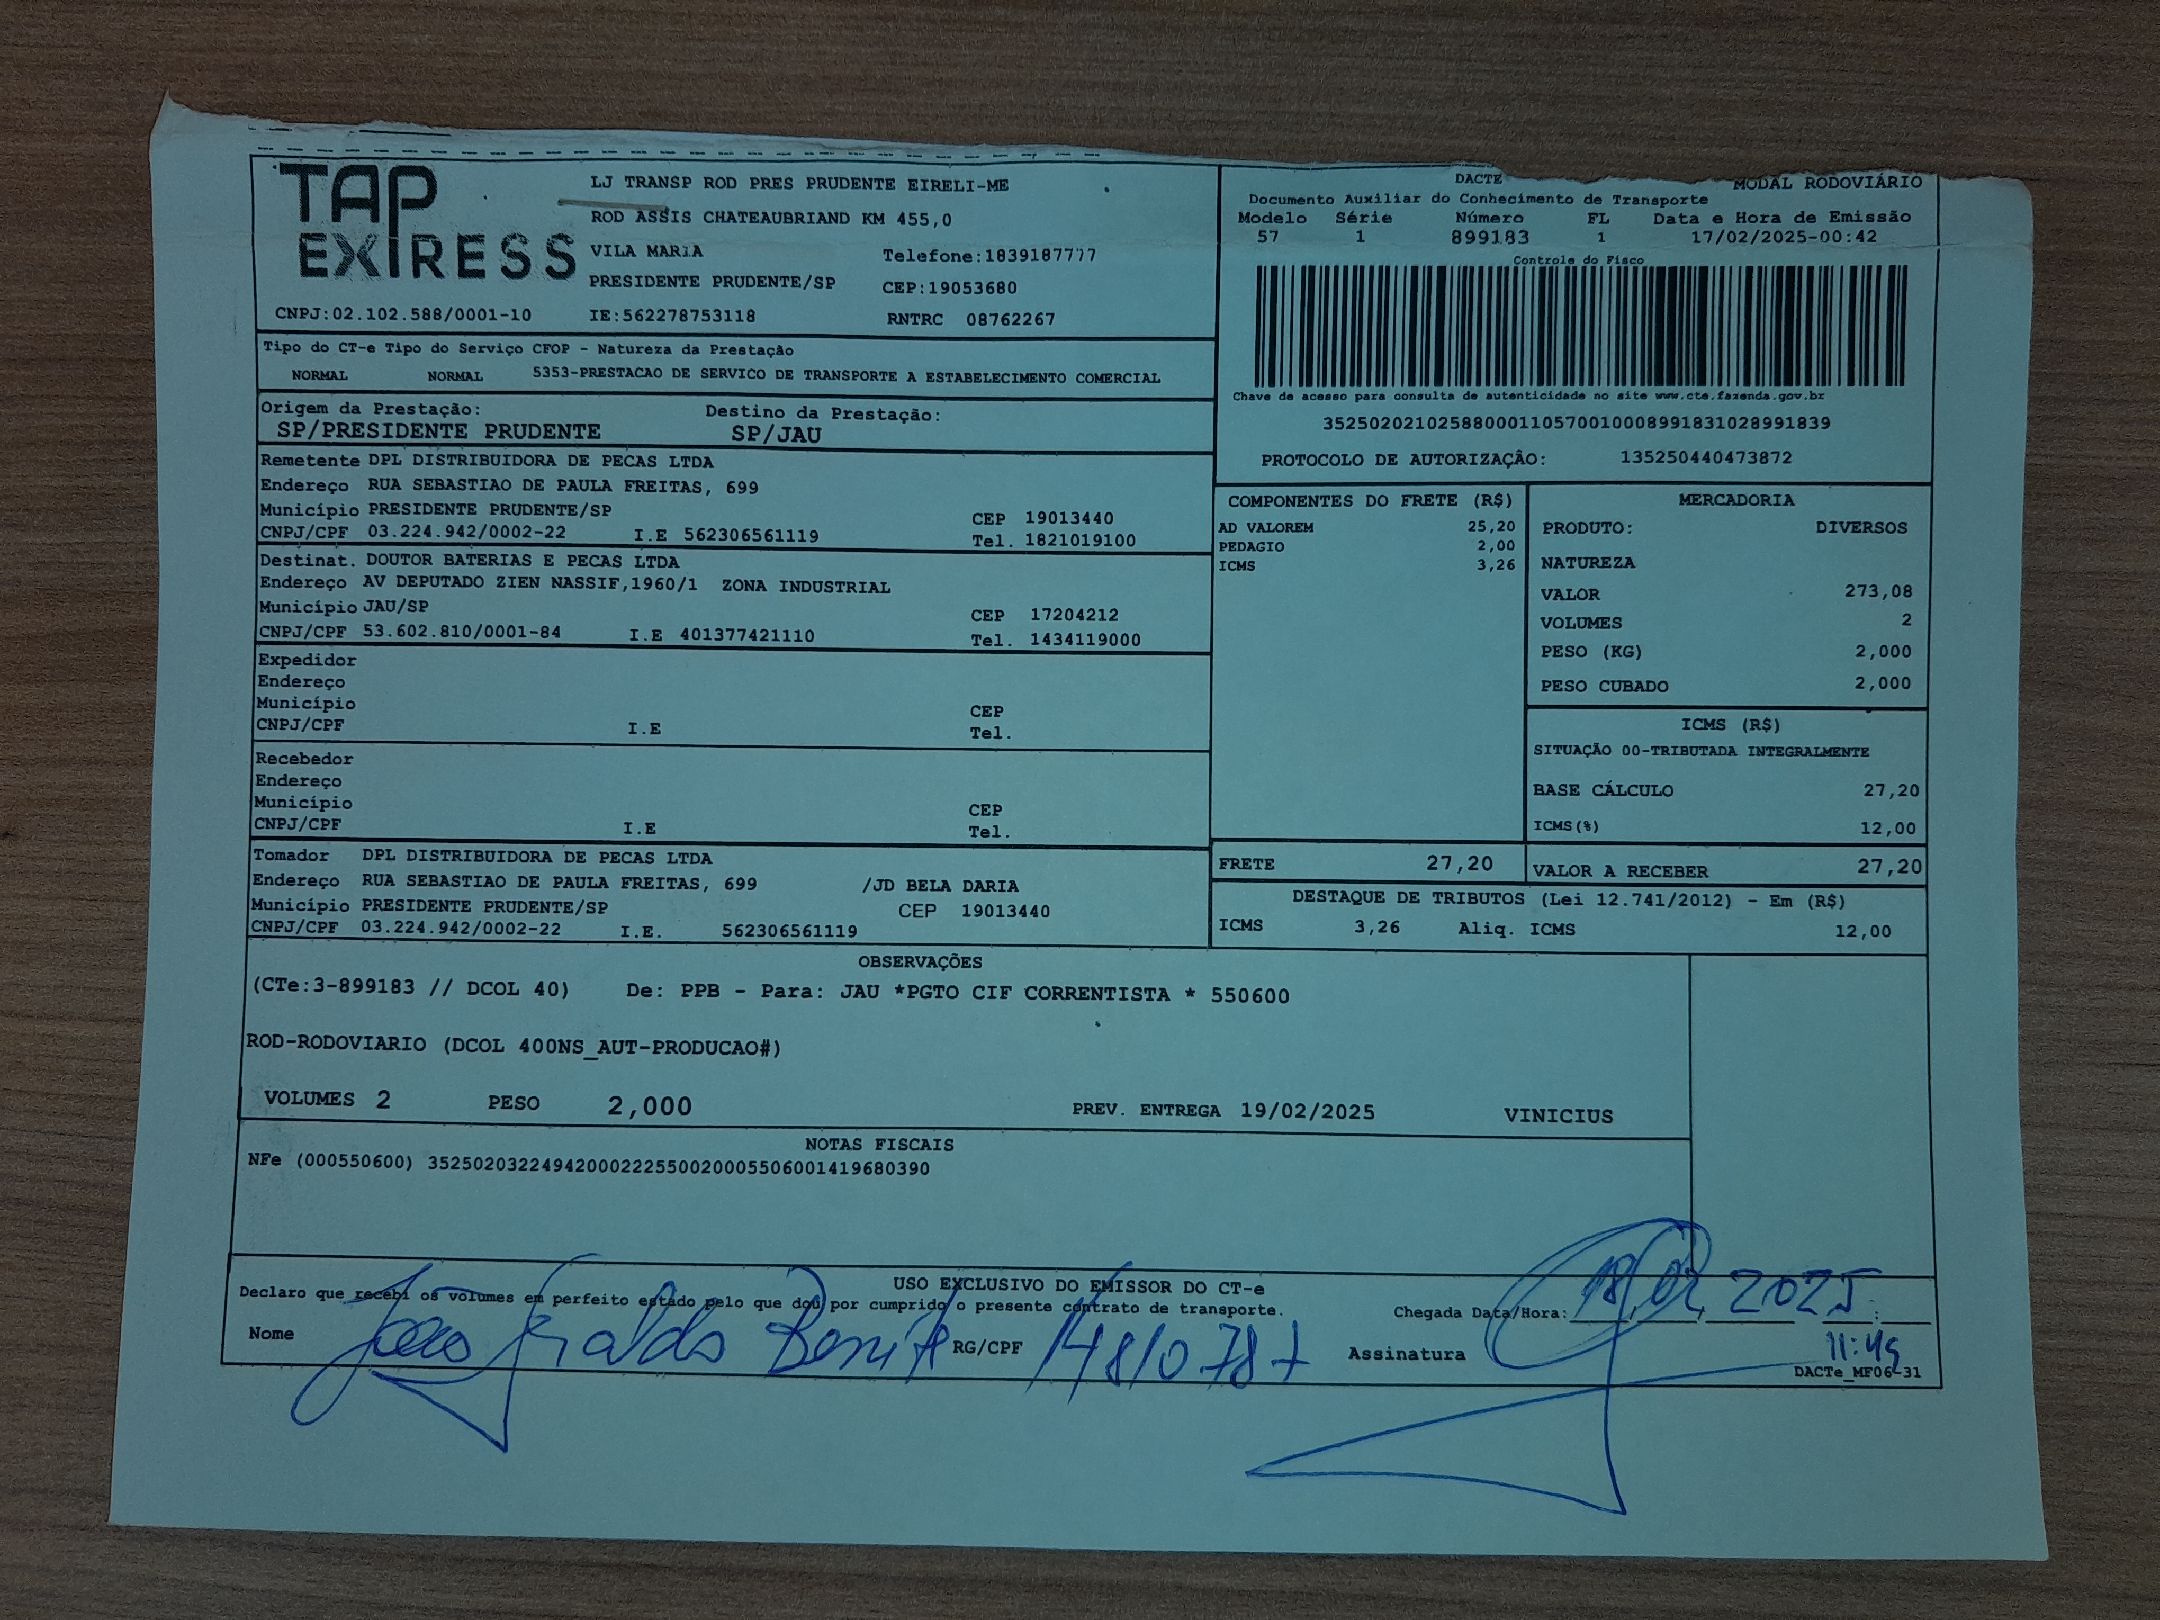 TAP
EXPRESS
LJ TRANSP ROD PRES PRUDENTE EIRELI-ME
ROD ASSIS CHATEAUBRIAND KM 455,0
VILA MARIA Telefone:1839187777
PRESIDENTE PRUDENTE/SP CEP:19053680
CNPJ:02.102.588/0001-10 IE:562278753118 RNTRC 08762267
DACTE MODAL RODOVIÁRIO
Documento Auxiliar do Conhecimento de Transporte
Modelo Série Número FL Data e Hora de Emissão
57 1 899183 1 17/02/2025-00:42
Controle do Fisco
Chave de acesso para consulta de autenticidade no site www.cte.fazenda.gov.br
35250202102588000110570010008991831028991839
PROTOCOLO DE AUTORIZAÇÃO: 135250440473872
Tipo do CT-e Tipo do Serviço CFOP - Natureza da Prestação
NORMAL NORMAL 5353-PRESTACAO DE SERVICO DE TRANSPORTE A ESTABELECIMENTO COMERCIAL
Origem da Prestação: Destino da Prestação:
SP/PRESIDENTE PRUDENTE SP/JAU
Remetente DPL DISTRIBUIDORA DE PECAS LTDA
Endereço RUA SEBASTIAO DE PAULA FREITAS, 699
Município PRESIDENTE PRUDENTE/SP CEP 19013440
CNPJ/CPF 03.224.942/0002-22 I.E 562306561119 Tel. 1821019100
Destinat. DOUTOR BATERIAS E PECAS LTDA
Endereço AV DEPUTADO ZIEN NASSIF,1960/1 ZONA INDUSTRIAL
Município JAU/SP CEP 17204212
CNPJ/CPF 53.602.810/0001-84 I.E 401377421110 Tel. 1434119000
Expedidor
Endereço
Município CEP
CNPJ/CPF I.E Tel.
Recebedor
Endereço
Município CEP
CNPJ/CPF I.E Tel.
Tomador DPL DISTRIBUIDORA DE PECAS LTDA
Endereço RUA SEBASTIAO DE PAULA FREITAS, 699 /JD BELA DARIA
Município PRESIDENTE PRUDENTE/SP CEP 19013440
CNPJ/CPF 03.224.942/0002-22 I.E. 562306561119
COMPONENTES DO FRETE (R$)
AD VALOREM 25,20
PEDAGIO 2,00
ICMS 3,26
MERCADORIA
PRODUTO: DIVERSOS
NATUREZA
VALOR 273,08
VOLUMES 2
PESO (KG) 2,000
PESO CUBADO 2,000
ICMS (R$)
SITUAÇÃO 00-TRIBUTADA INTEGRALMENTE
BASE CÁLCULO 27,20
ICMS(%) 12,00
FRETE 27,20 VALOR A RECEBER 27,20
DESTAQUE DE TRIBUTOS (Lei 12.741/2012) - Em (R$)
ICMS 3,26 Aliq. ICMS 12,00
OBSERVAÇÕES
(CTe:3-899183 // DCOL 40) De: PPB - Para: JAU *PGTO CIF CORRENTISTA * 550600
ROD-RODOVIARIO (DCOL 400NS_AUT-PRODUCAO#)
VOLUMES 2 PESO 2,000 PREV. ENTREGA 19/02/2025 VINICIUS
NOTAS FISCAIS
NFe (000550600) 35250203224942000222550020005506001419680390
USO EXCLUSIVO DO EMISSOR DO CT-e
Declaro que recebi os volumes em perfeito estado pelo que dou por cumprido o presente contrato de transporte. Chegada Data/Hora: 18/02/2025 11:49
Nome RG/CPF 14810787 Assinatura
DACTe_MF06-31